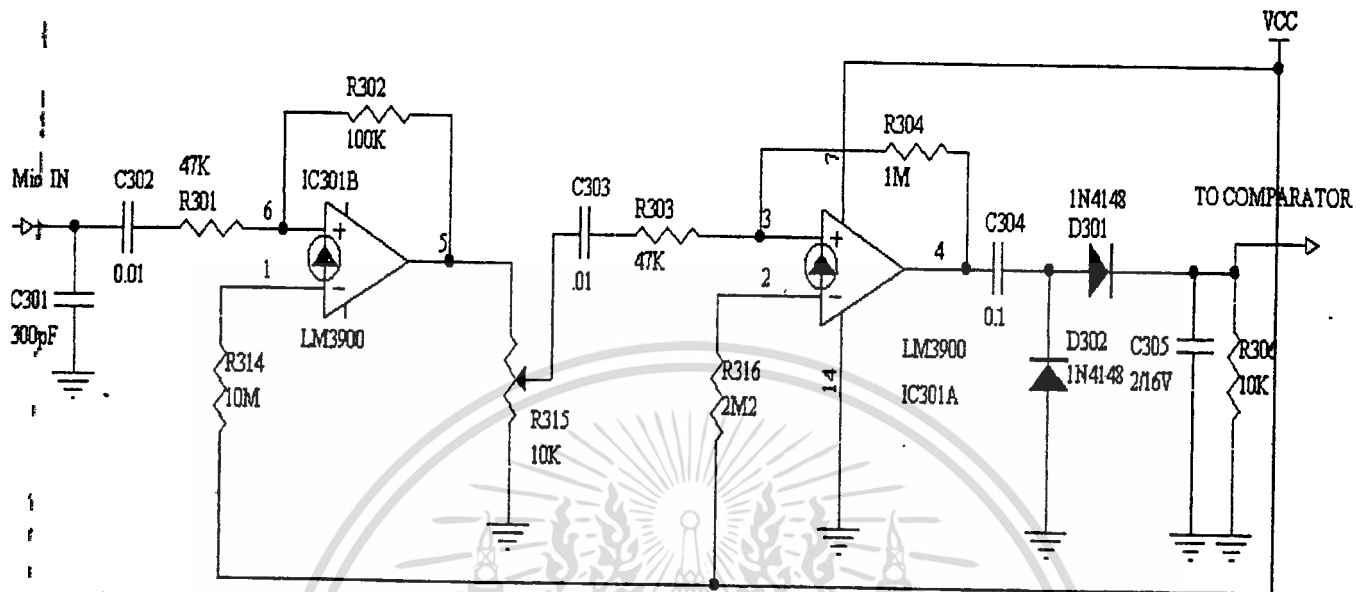 VCC
R302
100K
R304
1M
7
Mic IN
C302
0.01
47K
R301
6
IC301B
+
1
-
5
C303
.01
R303
47K
3
+
2
-
4
C304
0.1
1N4148
D301
TO COMPARATOR
C301
300pF
R314
10M
LM3900
R315
10K
R316
2M2
14
LM3900
IC301A
D302
1N4148
C305
2/16V
R306
10K